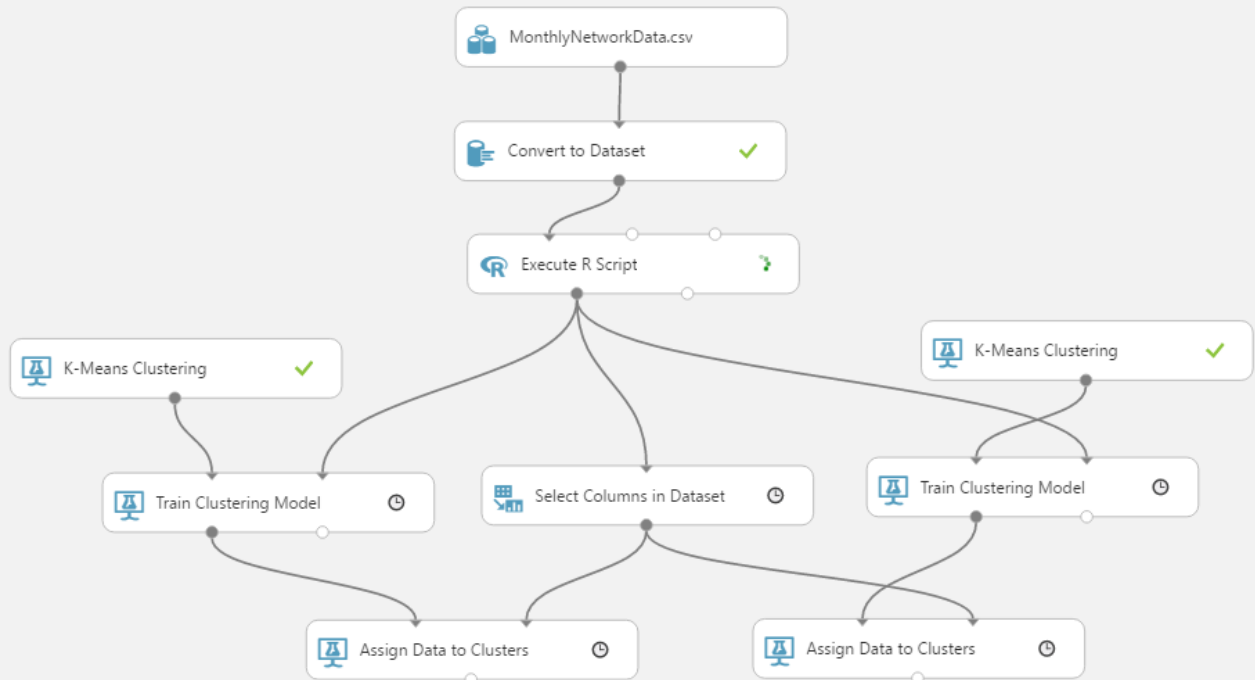 MonthlyNetworkData.csv
Convert to Dataset
Execute R Script
K-Means Clustering
K-Means Clustering
Train Clustering Model
Select Columns in Dataset
Train Clustering Model
Assign Data to Clusters
Assign Data to Clusters